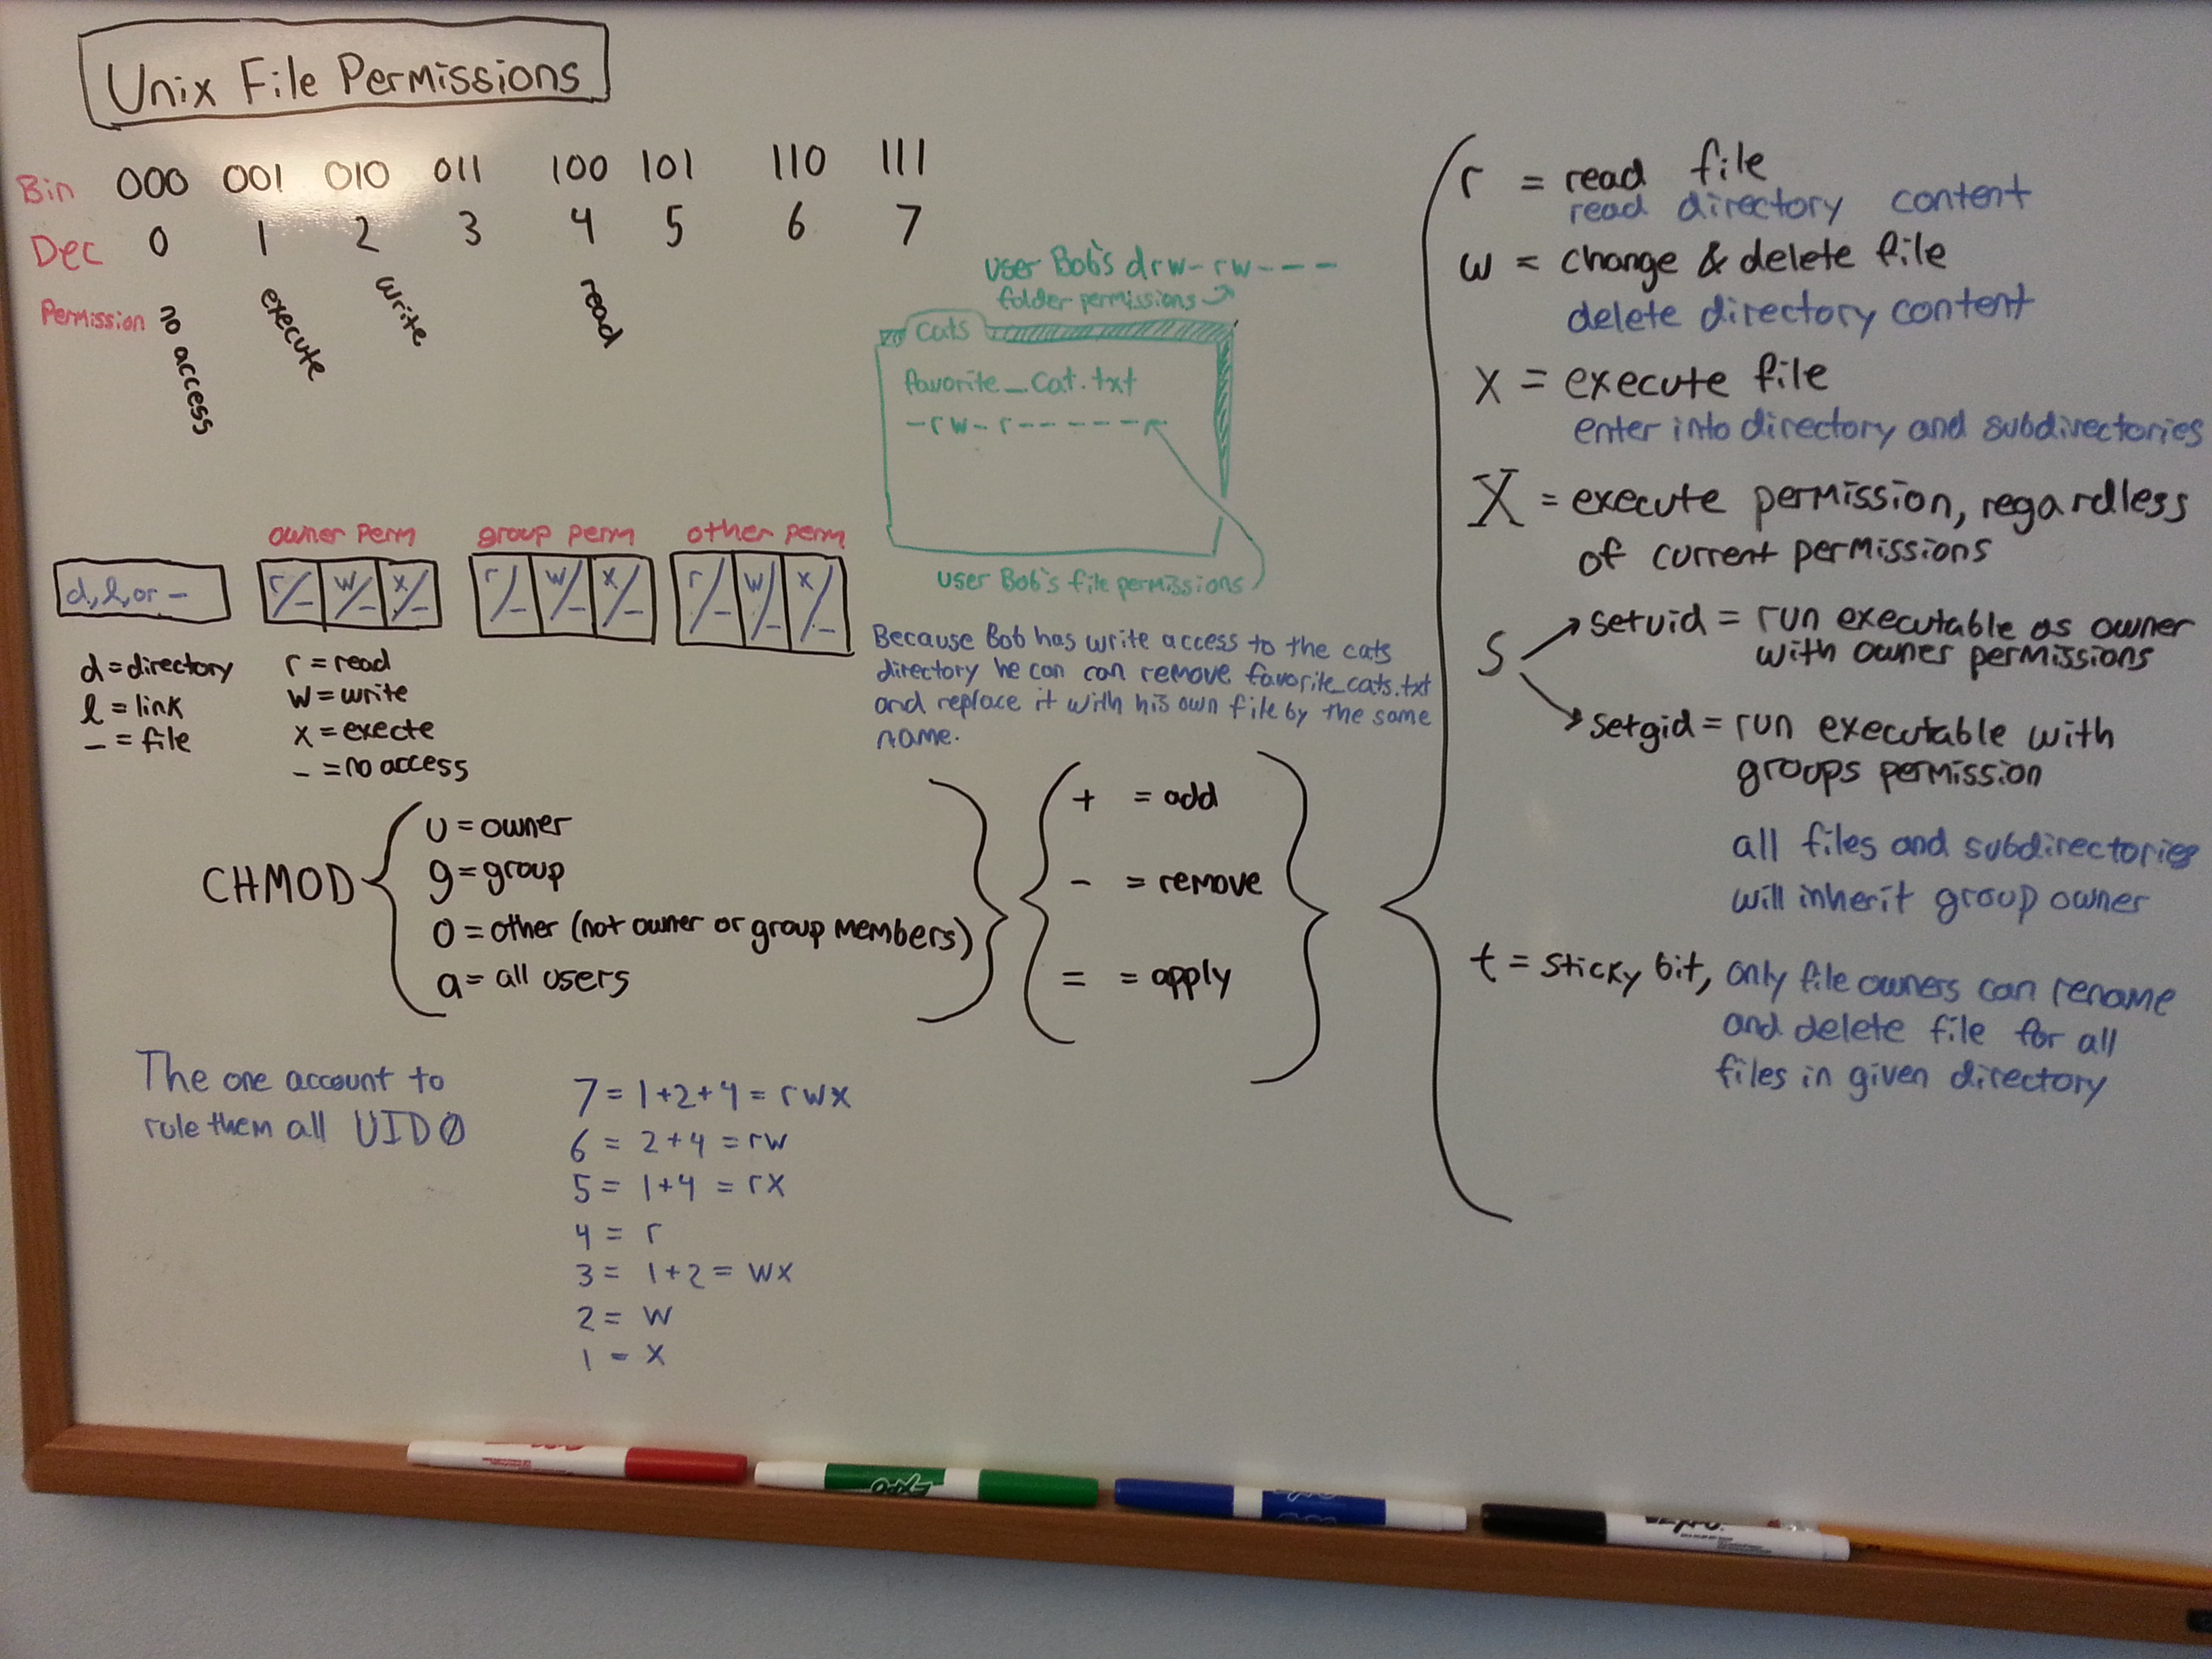 Unix File Permissions
Bin 000 001 010 011 100 101 110 111
Dec 0 1 2 3 4 5 6 7
Permission no access execute write read
user Bob's drw-rw----
folder permissions
cats
favorite_cat.txt
-rw-r------
user Bob's file permissions
Because Bob has write access to the cats
directory he can can remove favorite_cats.txt
and replace it with his own file by the same
name.
owner perm group perm other perm
d, l, or - r/- w/- x/- r/- w/- x/- r/- w/- x/-
d = directory
l = link
- = file
r = read
w = write
x = execte
- = no access
CHMOD
u = owner
g = group
o = other (not owner or group members)
a = all users
+ = add
- = remove
= = apply
r = read file
read directory content
w = change & delete file
delete directory content
x = execute file
enter into directory and subdirectories
X = execute permission, regardless
of current permissions
S
setuid = run executable as owner
with owner permissions
setgid = run executable with
groups permission
all files and subdirectories
will inherit group owner
t = sticky bit, only file owners can rename
and delete file for all
files in given directory
The one account to
rule them all UID0
7 = 1+2+4 = rwx
6 = 2+4 = rw
5 = 1+4 = rx
4 = r
3 = 1+2 = wx
2 = w
1 = x
EXPO